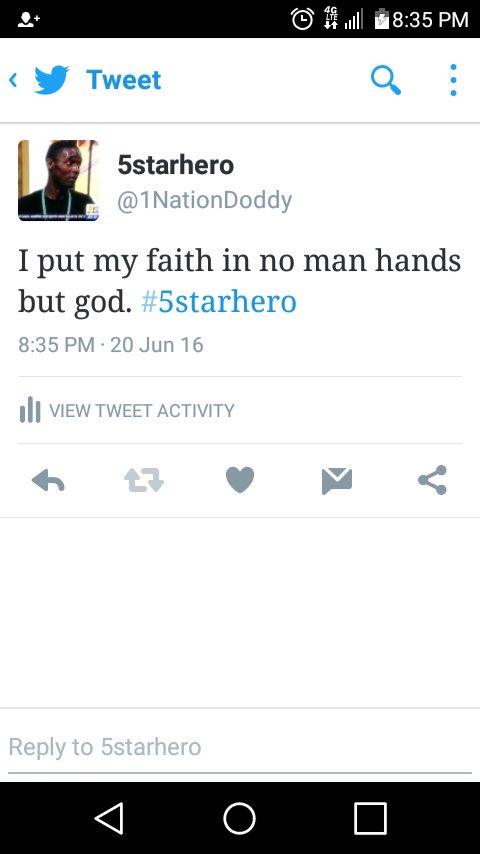 4G
LTE
8:35 PM
Tweet
5starhero
@1NationDoddy
I put my faith in no man hands
but god. #5starhero
8:35 PM · 20 Jun 16
VIEW TWEET ACTIVITY
Reply to 5starhero